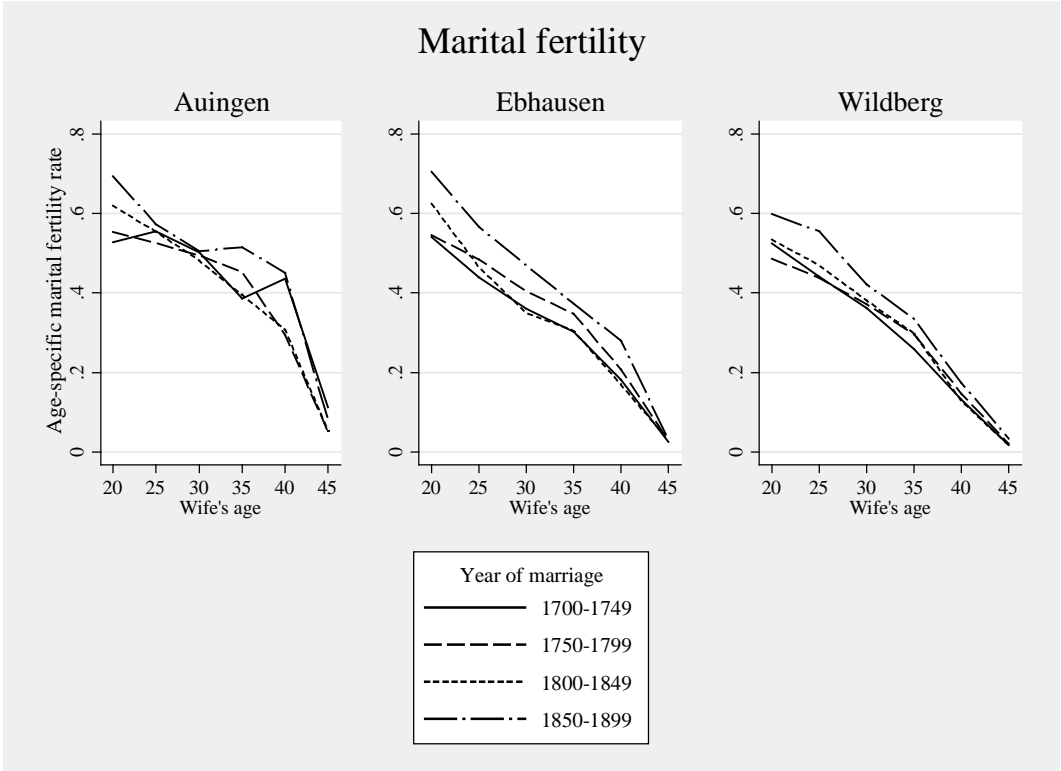 Marital fertility
Auingen
Ebhausen
Wildberg
Age-specific marital fertility rate
.8
.6
.4
.2
0
20 25 30 35 40 45
Wife's age
.8
.6
.4
.2
0
20 25 30 35 40 45
Wife's age
.8
.6
.4
.2
0
20 25 30 35 40 45
Wife's age
Year of marriage
1700-1749
1750-1799
1800-1849
1850-1899